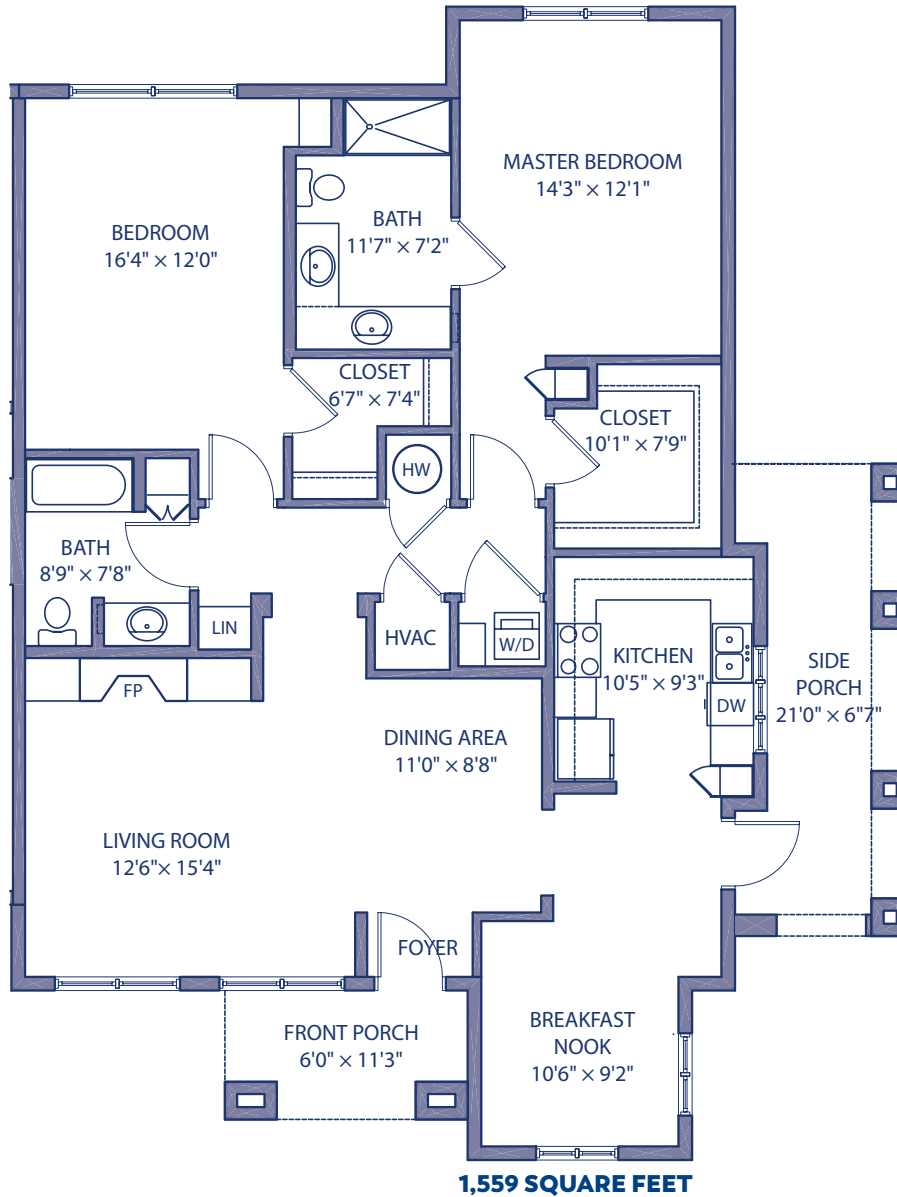 MASTER BEDROOM
14'3" × 12'1"
BEDROOM
16'4" × 12'0"
BATH
11'7" × 7'2"
CLOSET
6'7" × 7'4"
CLOSET
10'1" × 7'9"
HW
BATH
8'9" × 7'8"
LIN
HVAC
W/D
KITCHEN
10'5" × 9'3"
DW
SIDE
PORCH
21'0" × 6"7'
FP
DINING AREA
11'0" × 8'8"
LIVING ROOM
12'6"× 15'4"
FOYER
FRONT PORCH
6'0" × 11'3"
BREAKFAST
NOOK
10'6" × 9'2"
1,559 SQUARE FEET